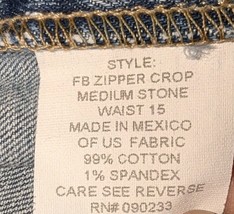 STYLE:
FB ZIPPER CROP
MEDIUM STONE
WAIST 15
MADE IN MEXICO
OF US FABRIC
99% COTTON
1% SPANDEX
CARE SEE REVERSE
RN# 090233